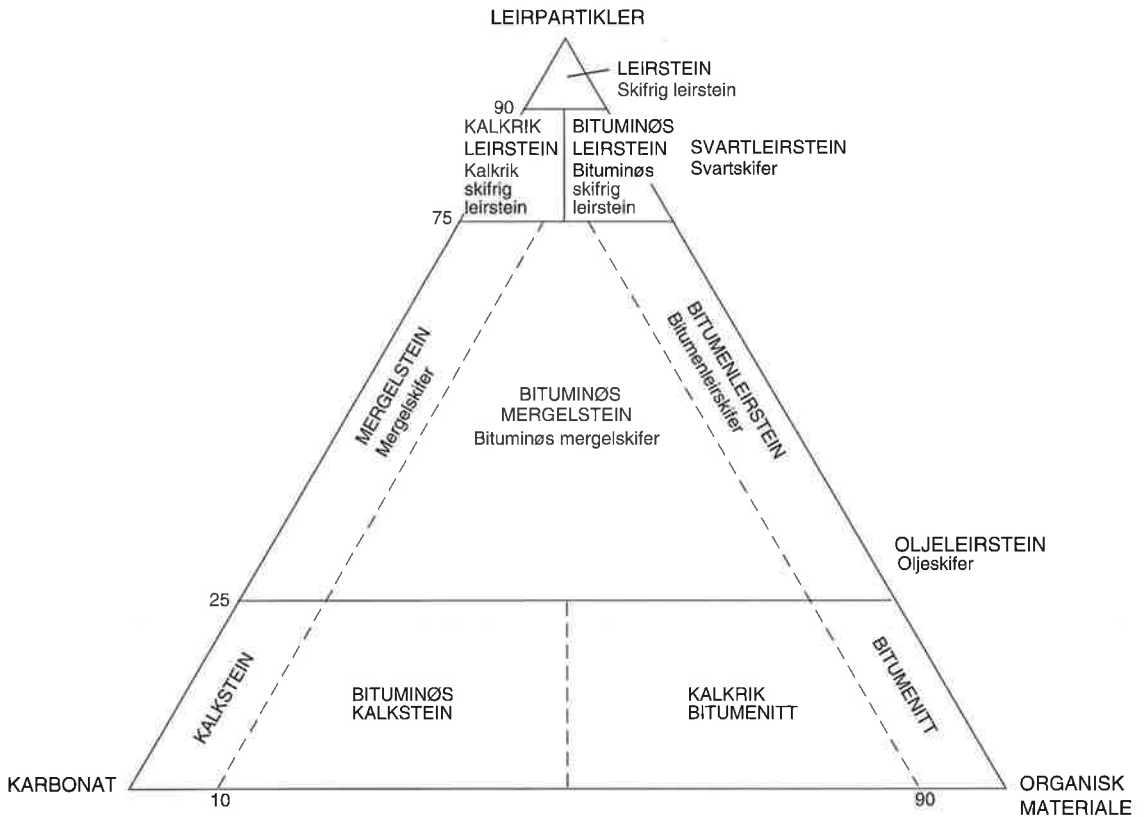 LEIRPARTIKLER
LEIRSTEIN
Skifrig leirstein
90
KALKRIK
LEIRSTEIN
Kalkrik
skifrig
leirstein
BITUMINØS
LEIRSTEIN
Bituminøs
skifrig
leirstein
SVARTLEIRSTEIN
Svartskifer
75
MERGELSTEIN
Mergelskifer
BITUMINØS
MERGELSTEIN
Bituminøs mergelskifer
BITUMENLEIRSTEIN
Bitumenleirskifer
OLJELEIRSTEIN
Oljeskifer
25
KALKSTEIN
BITUMINØS
KALKSTEIN
KALKRIK
BITUMENITT
BITUMENITT
KARBONAT
10
90
ORGANISK
MATERIALE